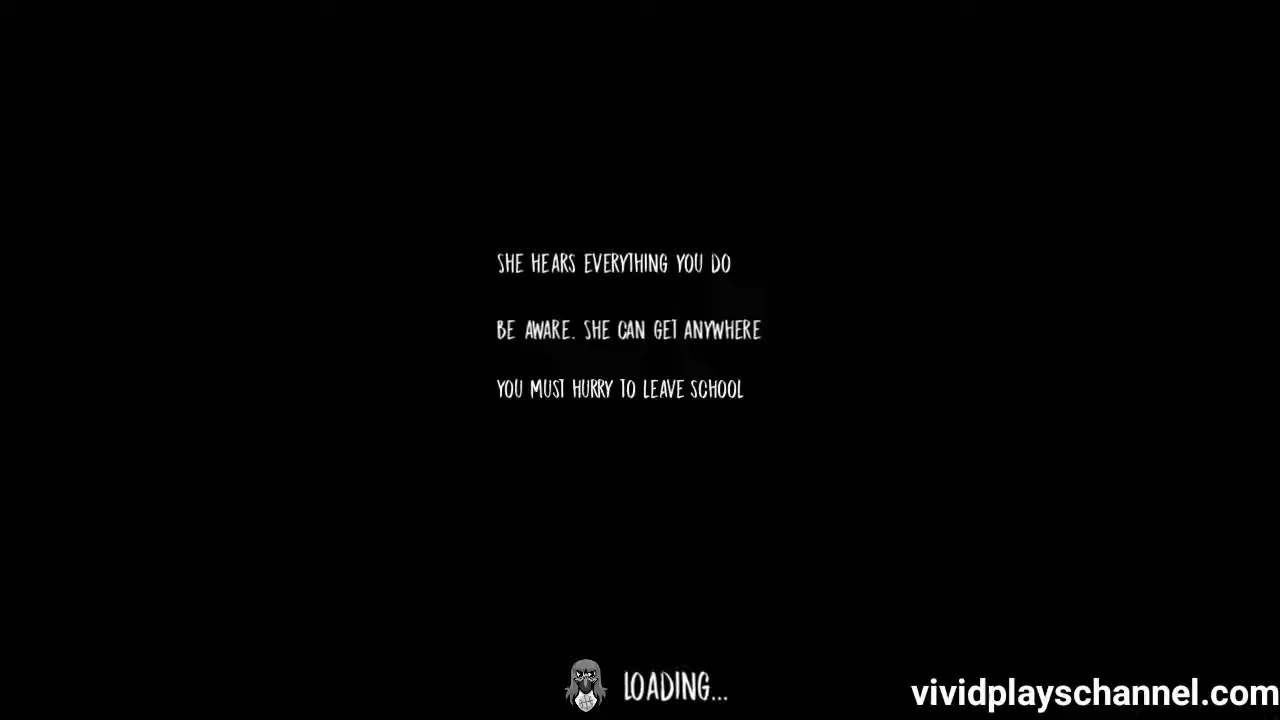 SHE HEARS EVERYTHING YOU DO
BE AWARE. SHE CAN GET ANYWHERE
YOU MUST HURRY TO LEAVE SCHOOL
LOADING...
vividplayschannel.com